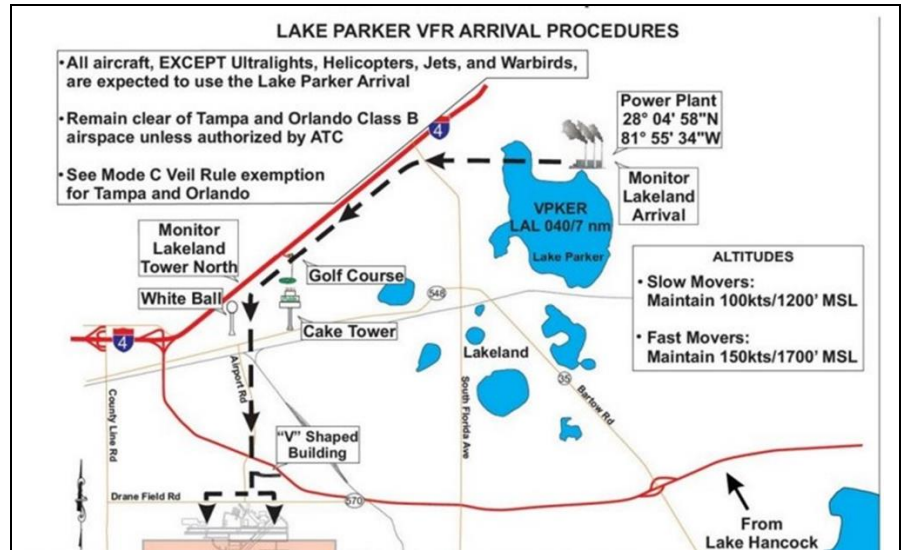 LAKE PARKER VFR ARRIVAL PROCEDURES
•All aircraft, EXCEPT Ultralights, Helicopters, Jets, and Warbirds,
are expected to use the Lake Parker Arrival
•Remain clear of Tampa and Orlando Class B
airspace unless authorized by ATC
•See Mode C Veil Rule exemption
for Tampa and Orlando
4
Power Plant
28° 04' 58"N
81° 55' 34"W
Monitor
Lakeland
Arrival
VPKER
LAL 040/7 nm
Lake Parker
Monitor
Lakeland
Tower North
Golf Course
White Ball
Cake Tower
ALTITUDES
• Slow Movers:
Maintain 100kts/1200' MSL
• Fast Movers:
Maintain 150kts/1700' MSL
546
4
Lakeland
35
Bartow Rd
Airport Rd
County Line Rd
South Florida Ave
"V" Shaped
Building
Drane Field Rd
570
From
Lake Hancock